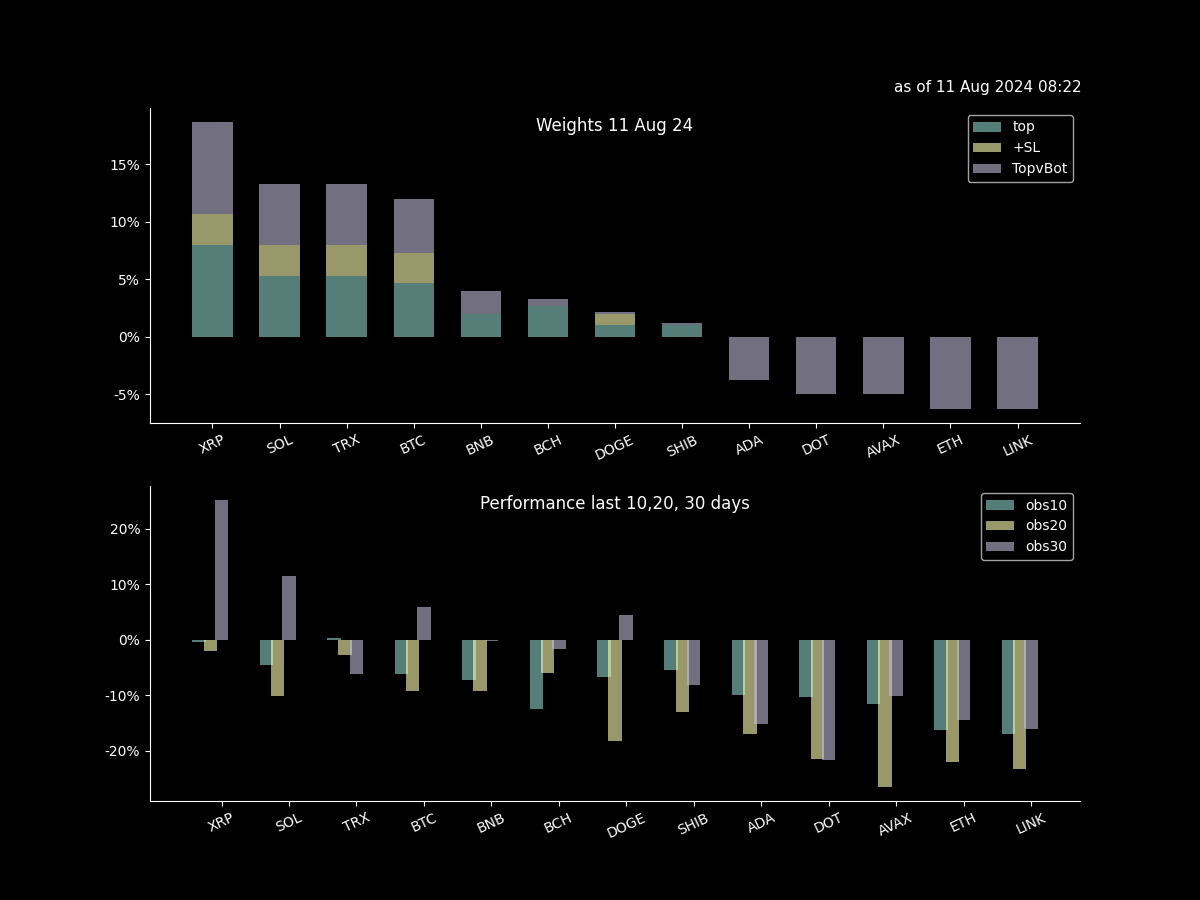 as of 11 Aug 2024 08:22
Weights 11 Aug 24
top
+SL
TopvBot
15%
10%
5%
0%
-5%
XRP SOL TRX BTC BNB BCH DOGE SHIB ADA DOT AVAX ETH LINK
Performance last 10,20, 30 days
obs10
obs20
obs30
20%
10%
0%
-10%
-20%
XRP SOL TRX BTC BNB BCH DOGE SHIB ADA DOT AVAX ETH LINK